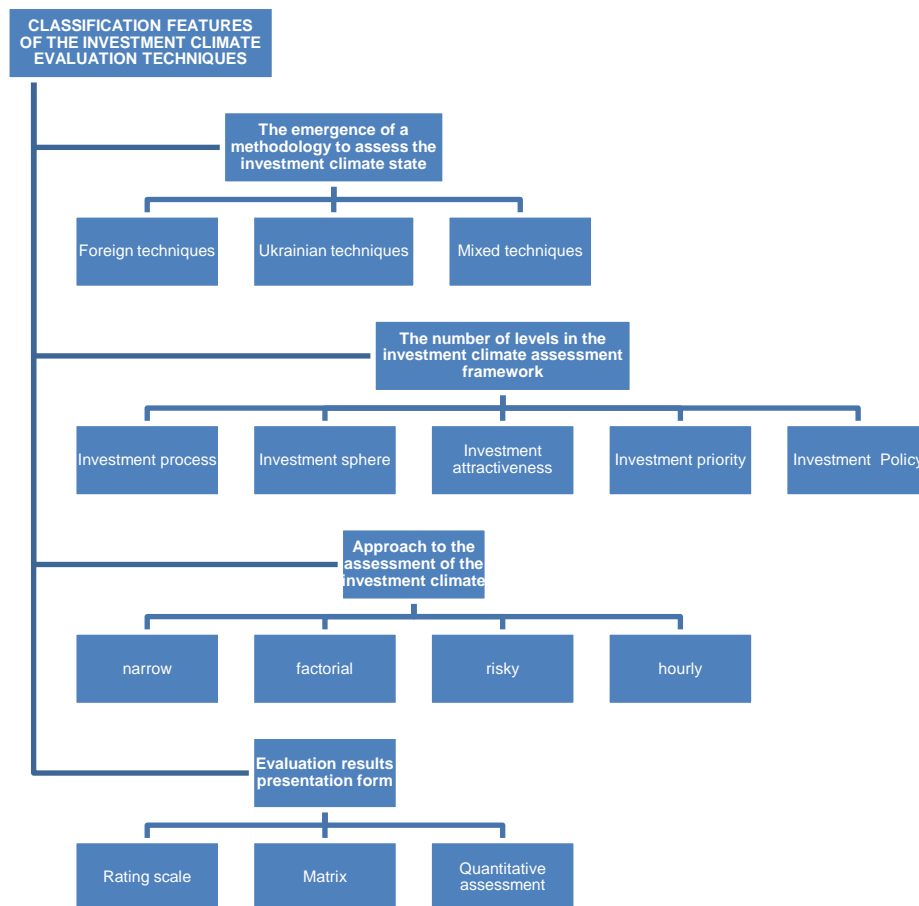 CLASSIFICATION FEATURES
OF THE INVESTMENT CLIMATE
EVALUATION TECHNIQUES
The emergence of a
methodology to assess the
investment climate state
Foreign techniques
Ukrainian techniques
Mixed techniques
The number of levels in the
investment climate assessment
framework
Investment process
Investment sphere
Investment
attractiveness
Investment priority
Investment Policy
Approach to the
assessment of the
investment climate
narrow
factorial
risky
hourly
Evaluation results
presentation form
Rating scale
Matrix
Quantitative
assessment